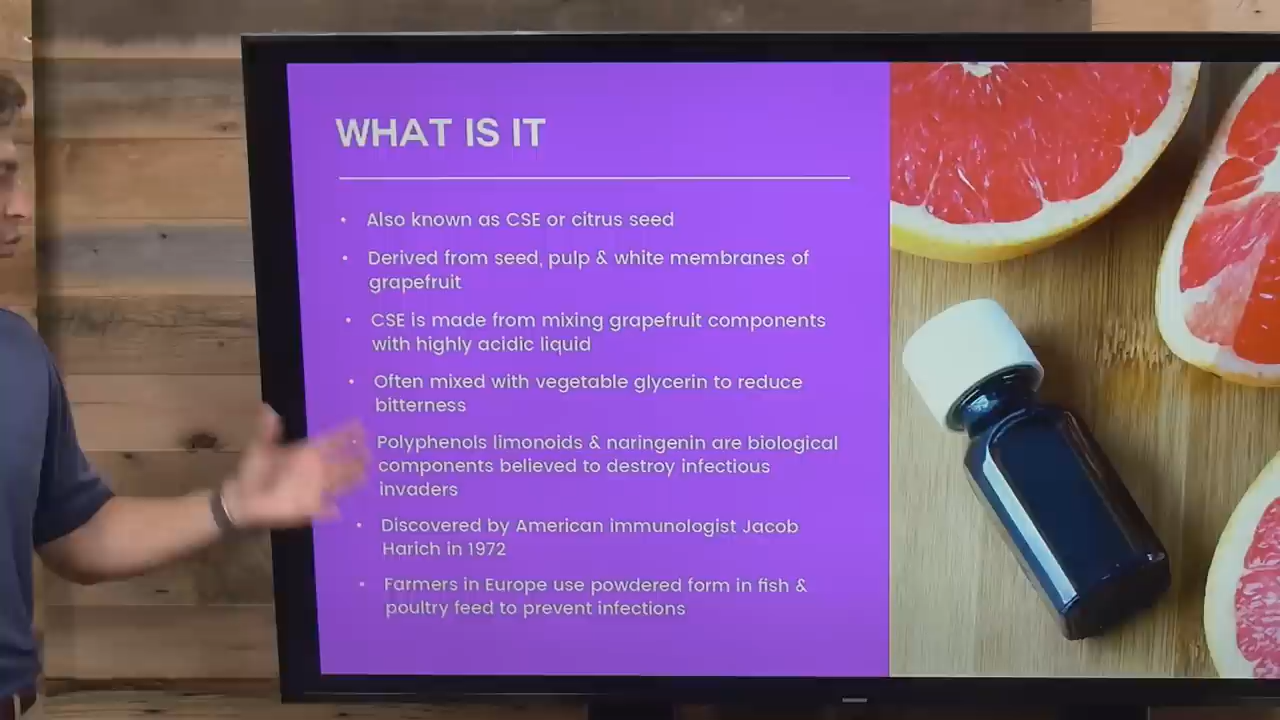 WHAT IS IT
• Also known as CSE or citrus seed
• Derived from seed, pulp & white membranes of
grapefruit
• CSE is made from mixing grapefruit components
with highly acidic liquid
• Often mixed with vegetable glycerin to reduce
bitterness
• Polyphenols limonoids & naringenin are biological
components believed to destroy infectious
invaders
• Discovered by American immunologist Jacob
Harich in 1972
• Farmers in Europe use powdered form in fish &
poultry feed to prevent infections